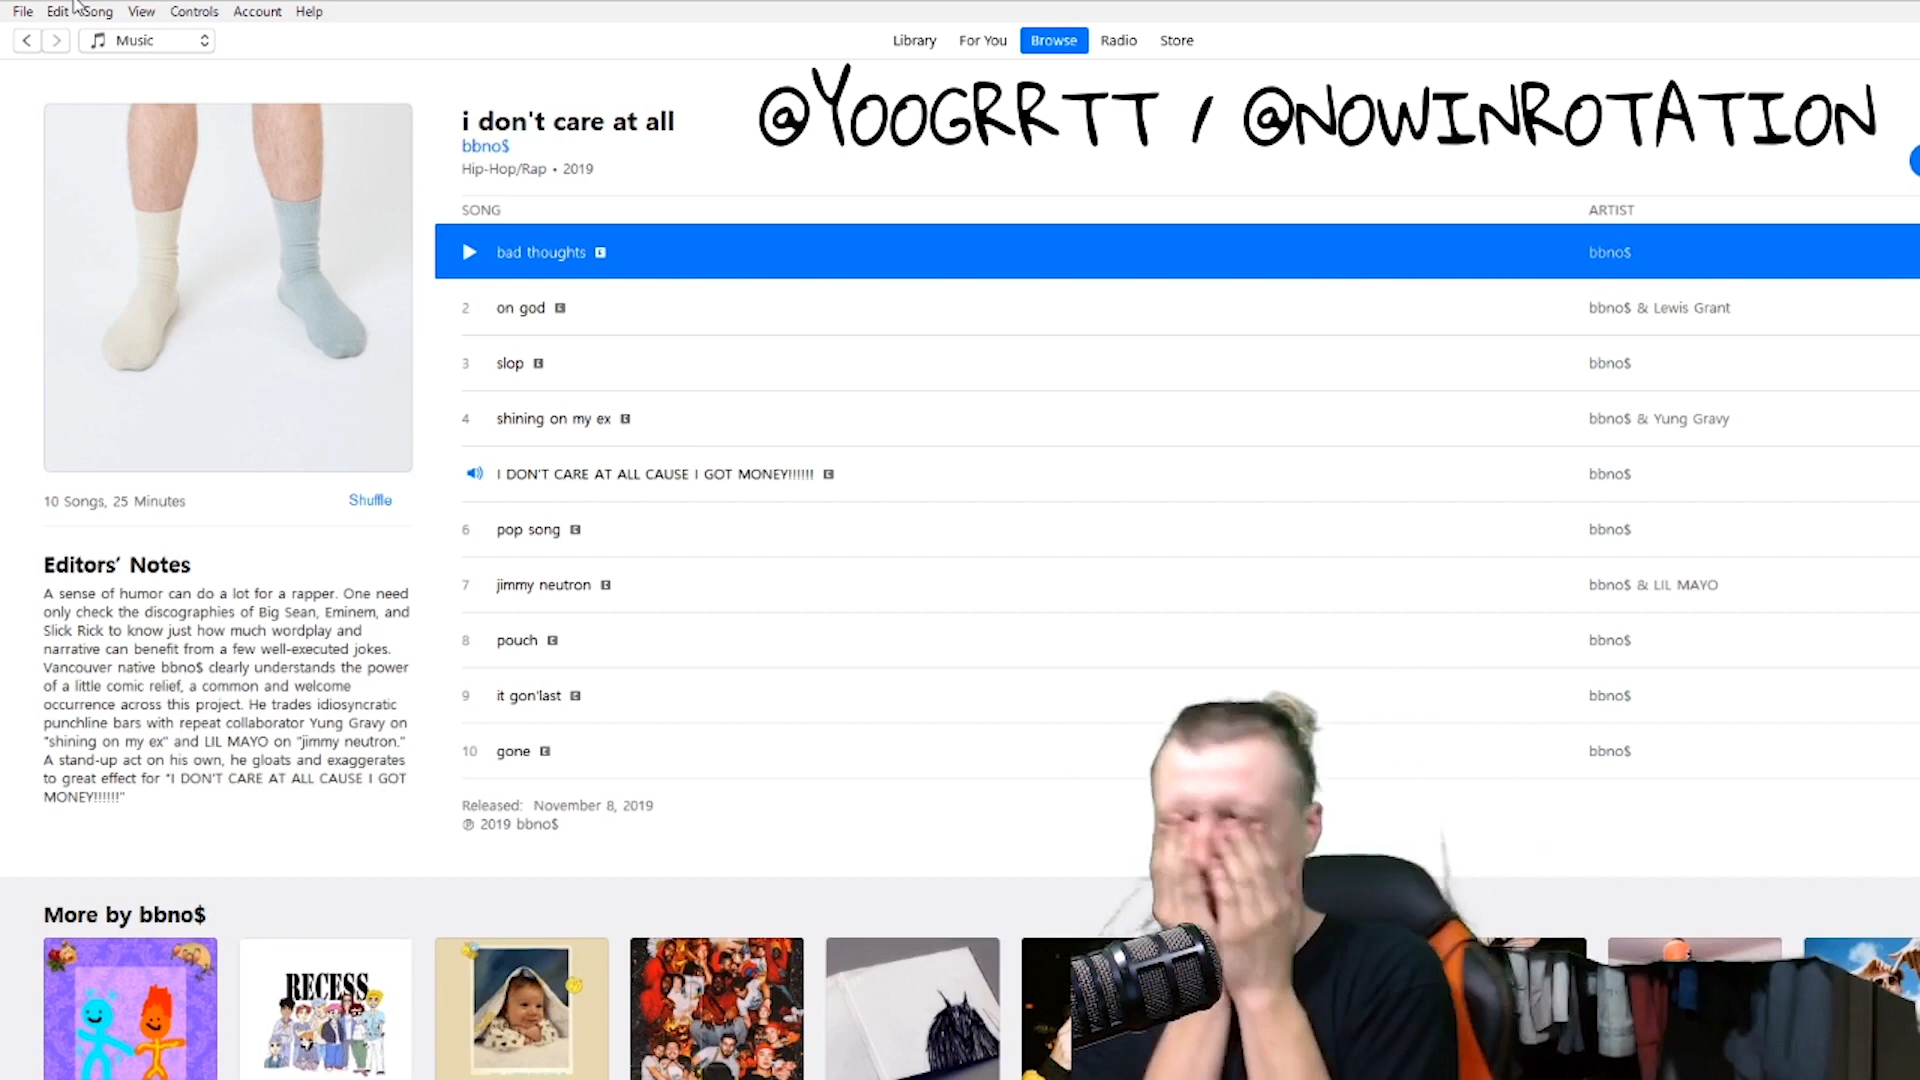 File Edit Song View Controls Account Help
Music
Library For You Browse Radio Store
@YOOGRRTT / @NOWINROTATION
i don't care at all
bbno$
Hip-Hop/Rap • 2019
SONG ARTIST
bad thoughts E bbno$
2 on god E bbno$ & Lewis Grant
3 slop E bbno$
4 shining on my ex E bbno$ & Yung Gravy
I DON'T CARE AT ALL CAUSE I GOT MONEY!!!!!! E bbno$
6 pop song E bbno$
7 jimmy neutron E bbno$ & LIL MAYO
8 pouch E bbno$
9 it gon'last E bbno$
10 gone E bbno$
Released: November 8, 2019
℗ 2019 bbno$
10 Songs, 25 Minutes Shuffle
Editors’ Notes
A sense of humor can do a lot for a rapper. One need
only check the discographies of Big Sean, Eminem, and
Slick Rick to know just how much wordplay and
narrative can benefit from a few well-executed jokes.
Vancouver native bbno$ clearly understands the power
of a little comic relief, a common and welcome
occurrence across this project. He trades idiosyncratic
punchline bars with repeat collaborator Yung Gravy on
"shining on my ex" and LIL MAYO on "jimmy neutron."
A stand-up act on his own, he gloats and exaggerates
to great effect for "I DON'T CARE AT ALL CAUSE I GOT
MONEY!!!!!!"
More by bbno$
RECESS